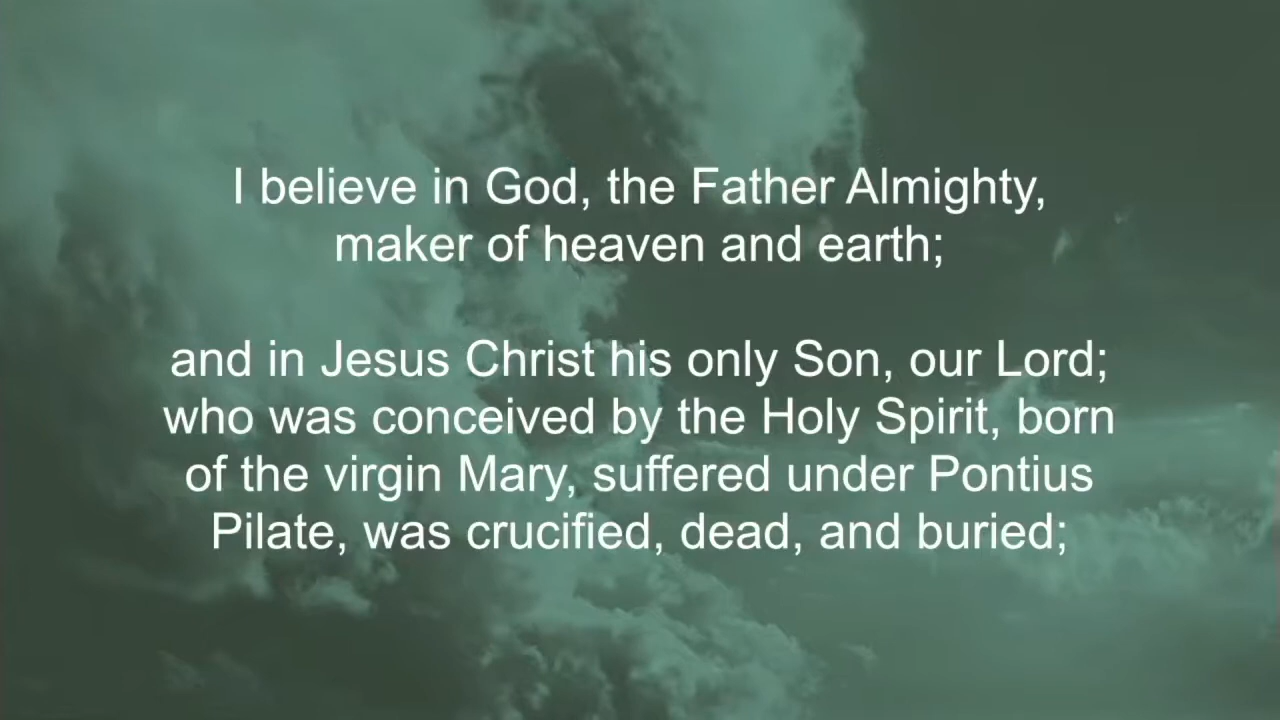 I believe in God, the Father Almighty,
maker of heaven and earth;
and in Jesus Christ his only Son, our Lord;
who was conceived by the Holy Spirit, born
of the virgin Mary, suffered under Pontius
Pilate, was crucified, dead, and buried;